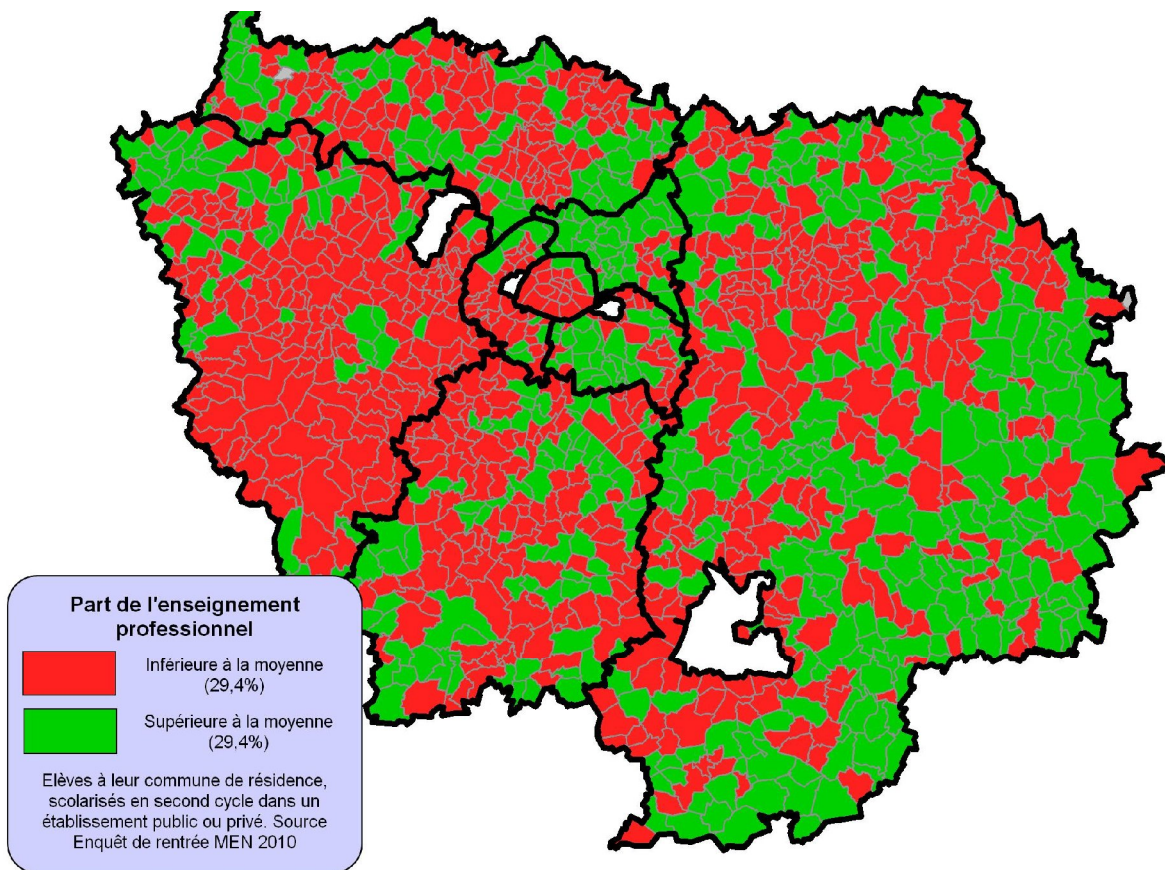 Part de l'enseignement
professionnel
Inférieure à la moyenne
(29,4%)
Supérieure à la moyenne
(29,4%)
Elèves à leur commune de résidence,
scolarisés en second cycle dans un
établissement public ou privé. Source
Enquêt de rentrée MEN 2010